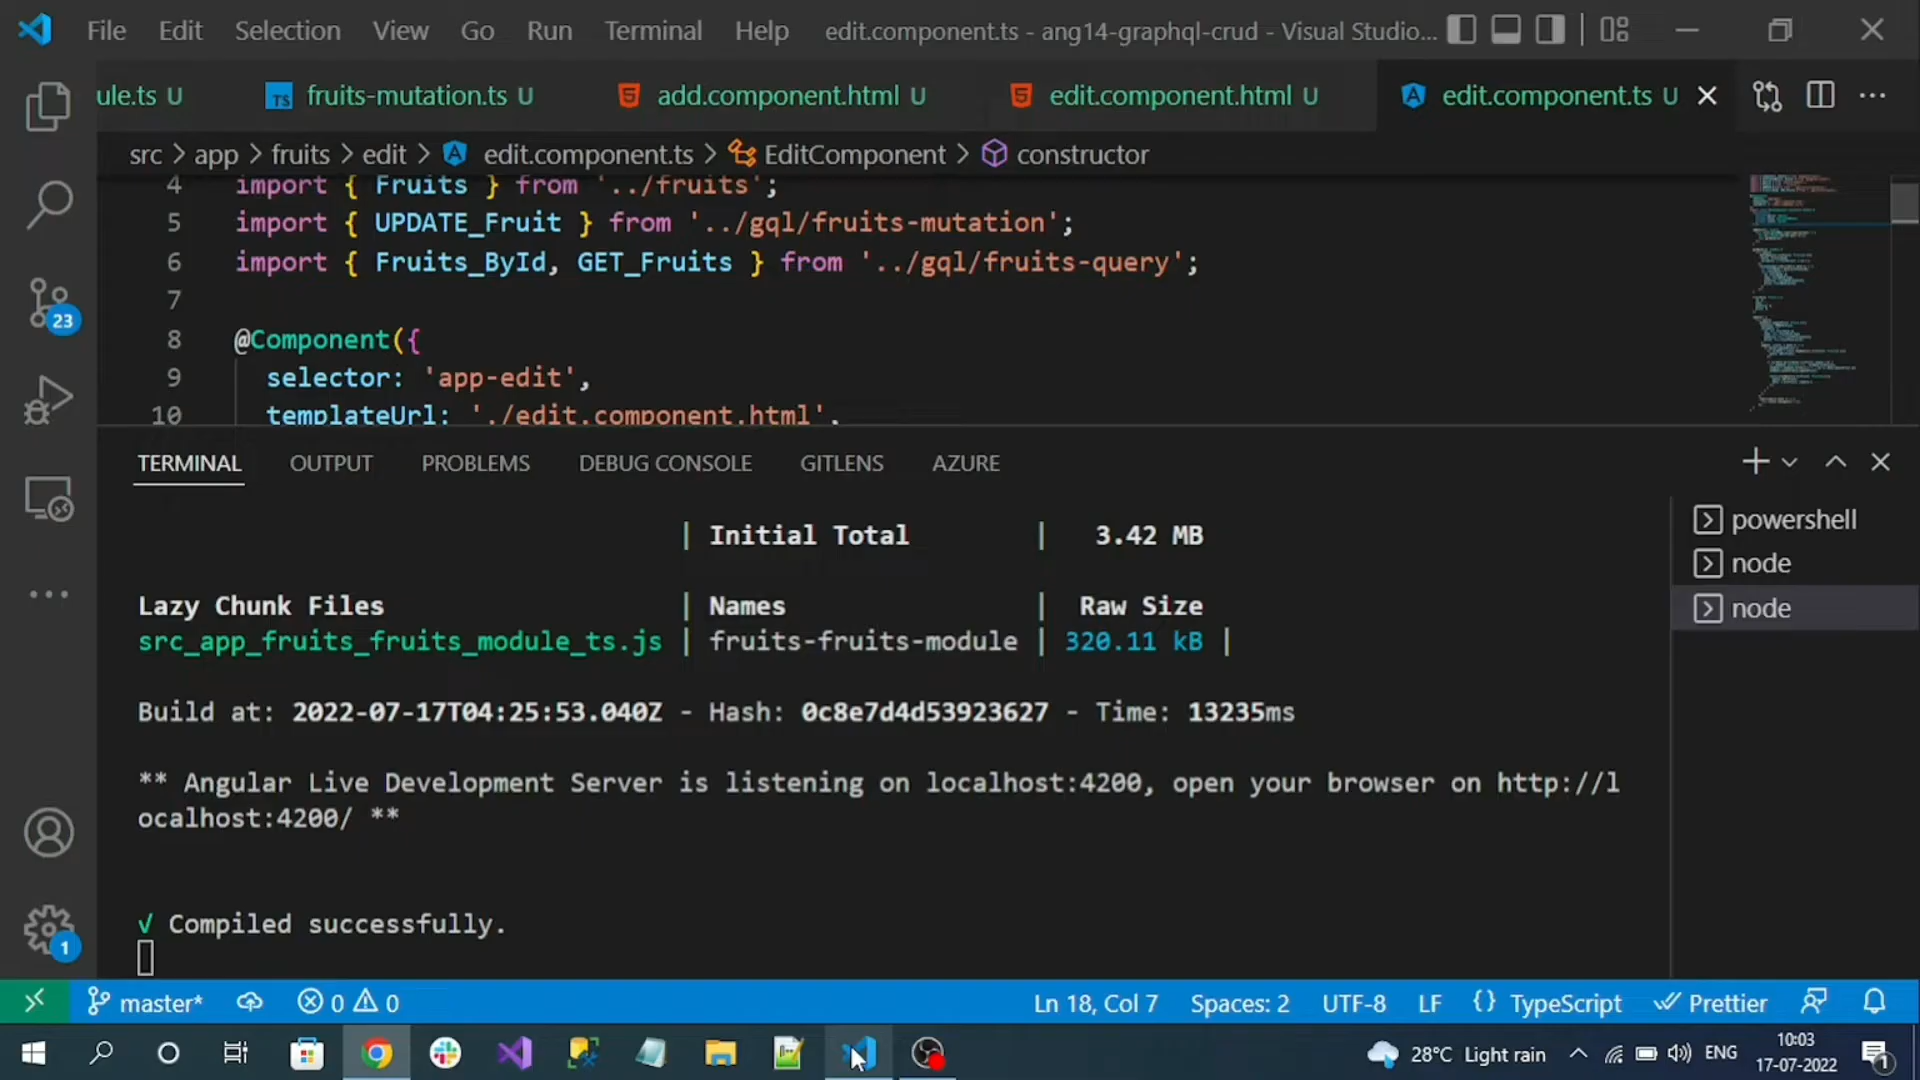 File Edit Selection View Go Run Terminal Help edit.component.ts - ang14-graphql-crud - Visual Studio...
ule.ts U fruits-mutation.ts U add.component.html U edit.component.html U edit.component.ts U
src > app > fruits > edit > edit.component.ts > EditComponent > constructor
4 import { Fruits } from '../fruits';
5 import { UPDATE_Fruit } from '../gql/fruits-mutation';
6 import { Fruits_ById, GET_Fruits } from '../gql/fruits-query';
7
8 @Component({
9 selector: 'app-edit',
10 templateUrl: './edit.component.html',
23
TERMINAL OUTPUT PROBLEMS DEBUG CONSOLE GITLENS AZURE
| Initial Total | 3.42 MB
Lazy Chunk Files | Names | Raw Size
src_app_fruits_fruits_module_ts.js | fruits-fruits-module | 320.11 kB |
Build at: 2022-07-17T04:25:53.040Z - Hash: 0c8e7d4d53923627 - Time: 13235ms
** Angular Live Development Server is listening on localhost:4200, open your browser on http://l
ocalhost:4200/ **
√ Compiled successfully.
powershell
node
node
1
master* 0 0 Ln 18, Col 7 Spaces: 2 UTF-8 LF {} TypeScript Prettier
28°C Light rain ENG 10:03
17-07-2022
1